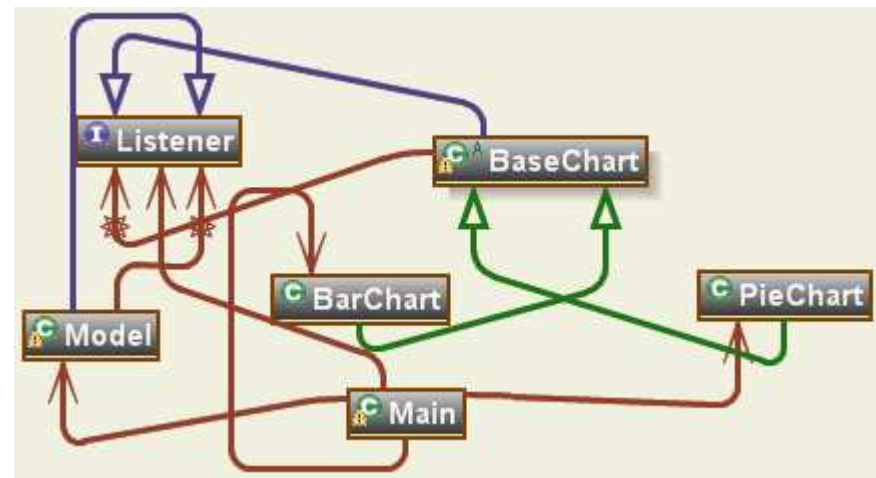 I Listener
C A BaseChart
C BarChart
C PieChart
C Model
C Main